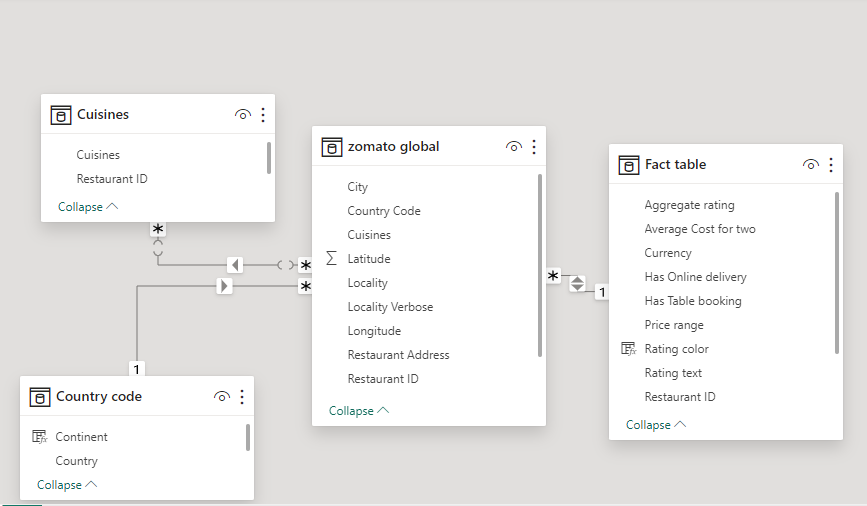 Cuisines
Cuisines
Restaurant ID
Collapse
zomato global
City
Country Code
Cuisines
Latitude
Locality
Locality Verbose
Longitude
Restaurant Address
Restaurant ID
Collapse
Fact table
Aggregate rating
Average Cost for two
Currency
Has Online delivery
Has Table booking
Price range
Rating color
Rating text
Restaurant ID
Collapse
*
*
*
1
*
1
Country code
Continent
Country
Collapse